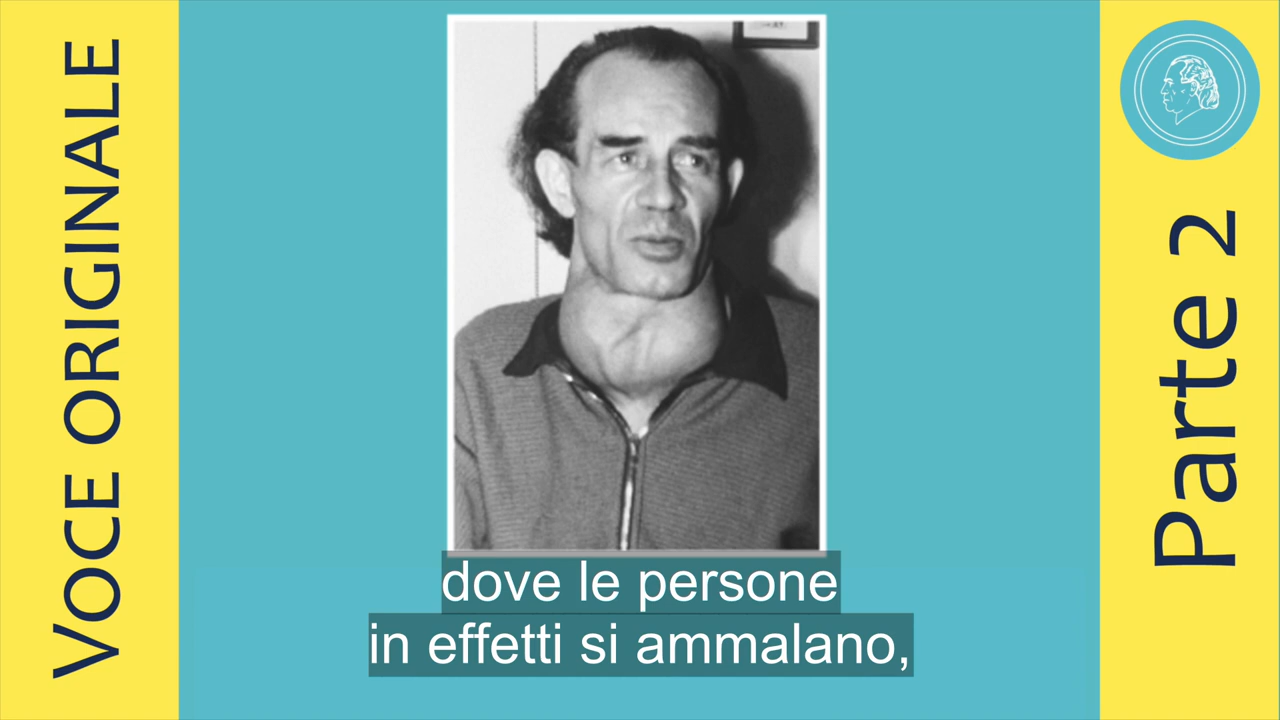 VOCE ORIGINALE
Parte 2
dove le persone
in effetti si ammalano,